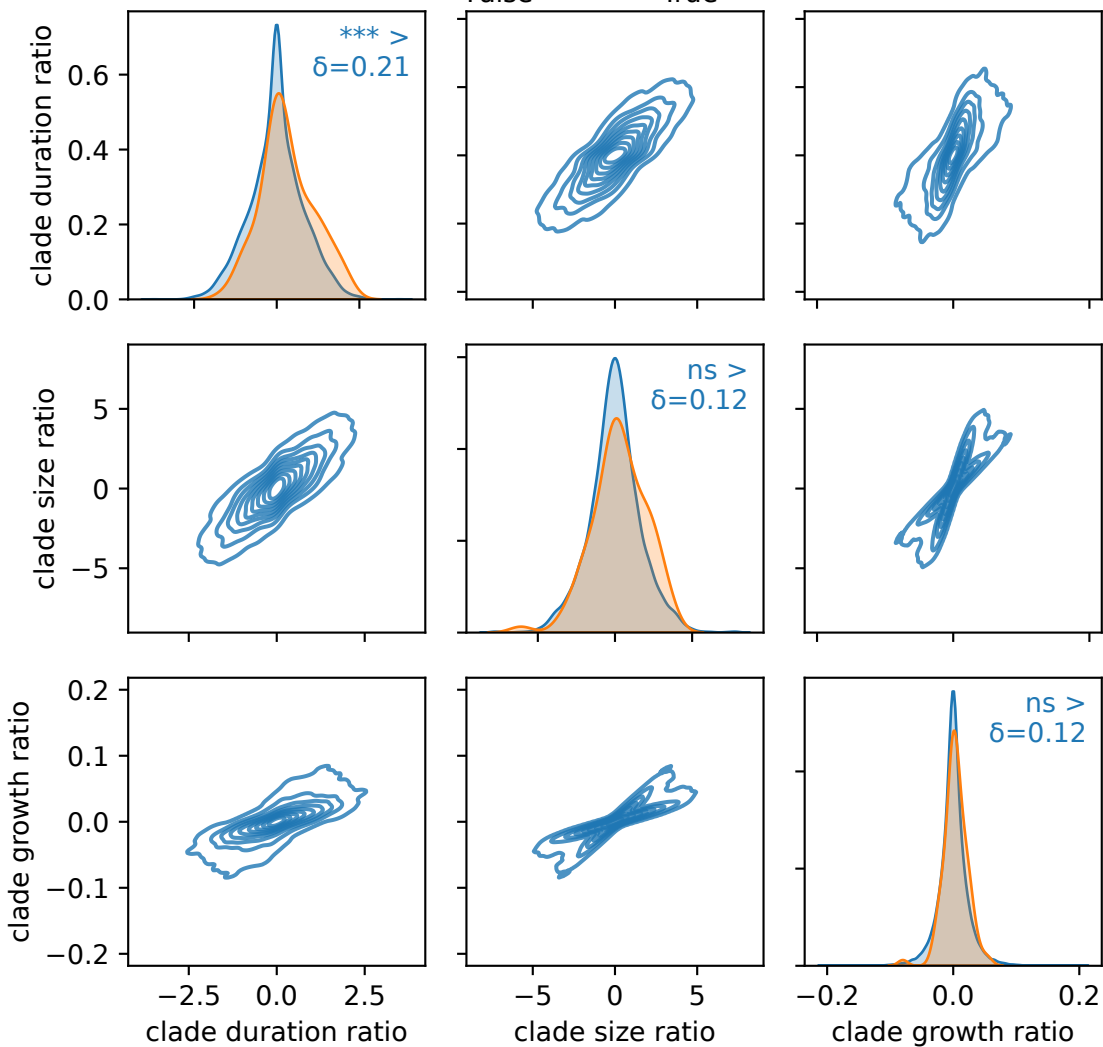 clade duration ratio
0.6
0.4
0.2
0.0
*** >
δ=0.21
clade size ratio
5
0
−5
ns >
δ=0.12
clade growth ratio
0.2
0.1
0.0
−0.1
−0.2
ns >
δ=0.12
−2.5 0.0 2.5
clade duration ratio
−5 0 5
clade size ratio
−0.2 0.0 0.2
clade growth ratio